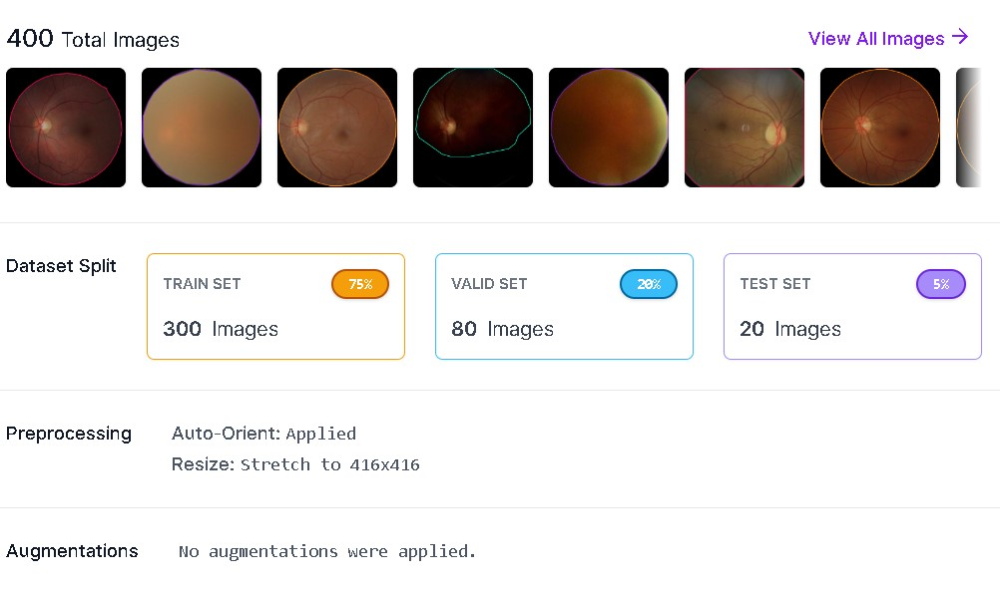 400 Total Images
View All Images →
Dataset Split
TRAIN SET 75%
300 Images
VALID SET 20%
80 Images
TEST SET 5%
20 Images
Preprocessing
Auto-Orient: Applied
Resize: Stretch to 416x416
Augmentations
No augmentations were applied.